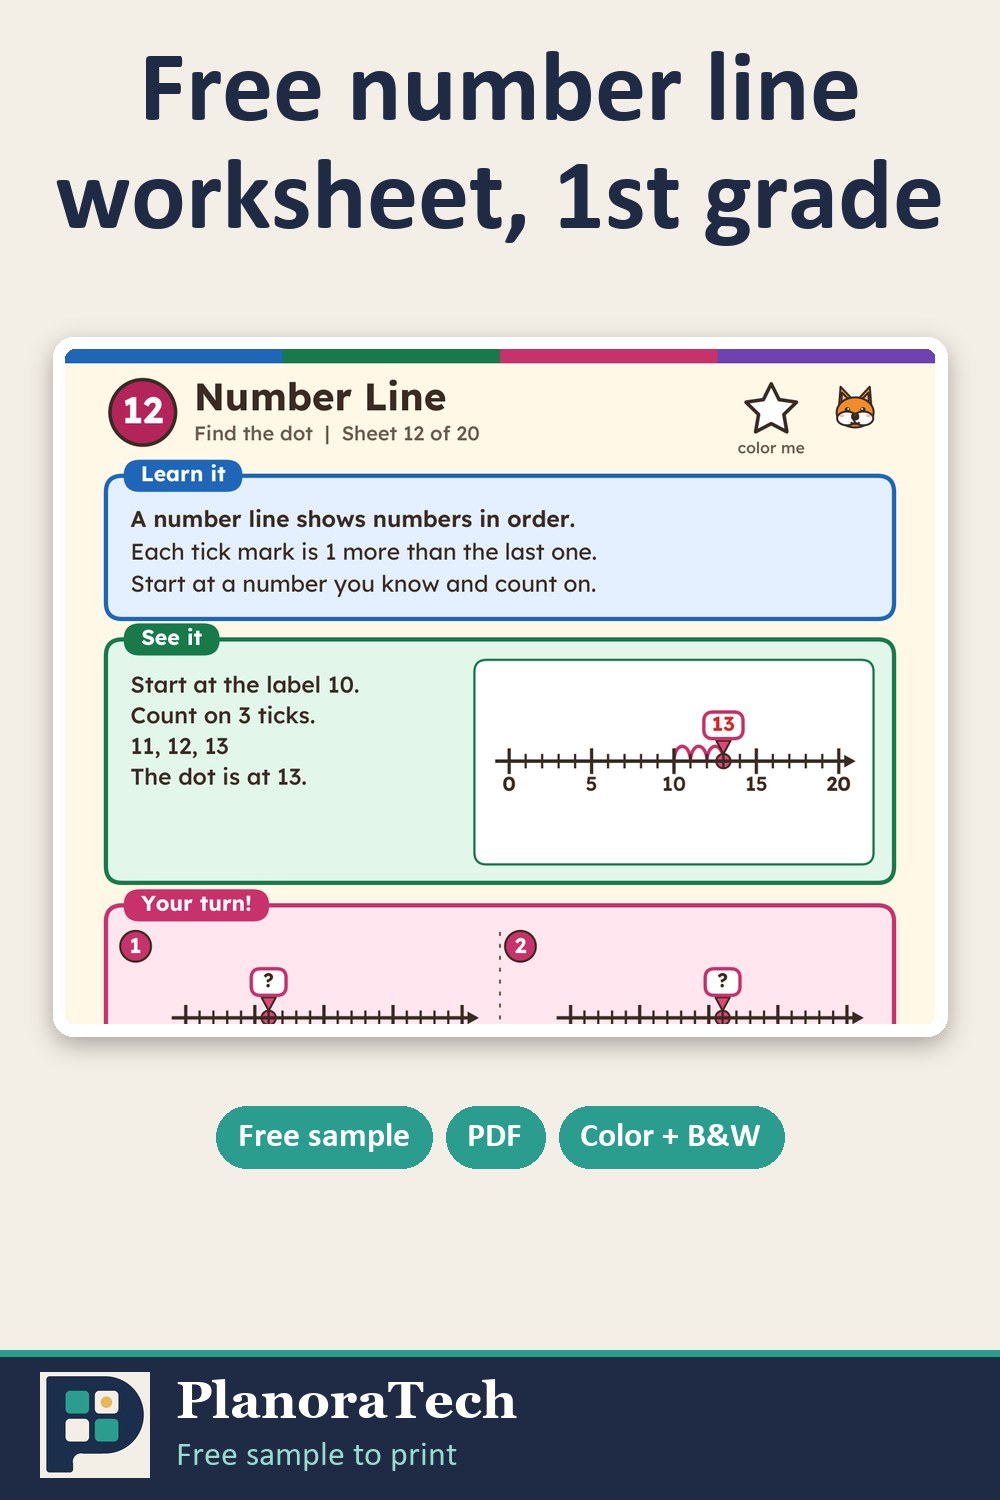 Free number line
worksheet, 1st grade
12
Number Line
Find the dot | Sheet 12 of 20
color me
Learn it
A number line shows numbers in order.
Each tick mark is 1 more than the last one.
Start at a number you know and count on.
See it
Start at the label 10.
Count on 3 ticks.
11, 12, 13
The dot is at 13.
13
0 5 10 15 20
Your turn!
1
?
2
?
Free sample
PDF
Color + B&W
PlanoraTech
Free sample to print